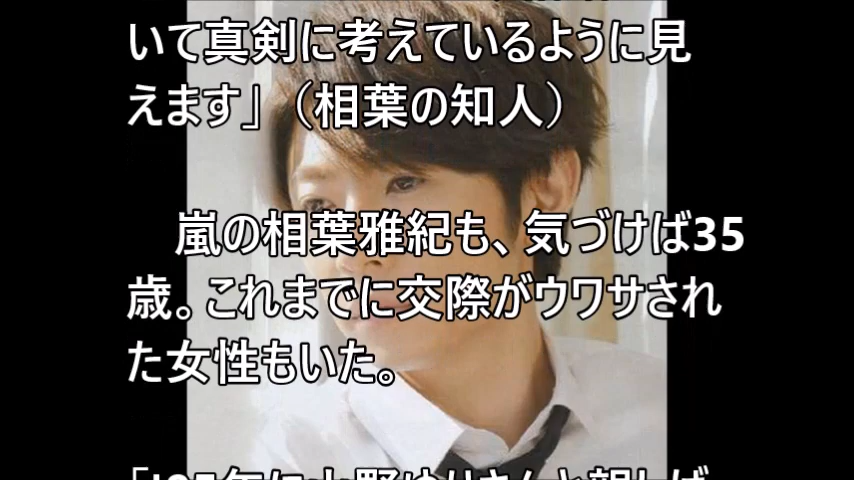 いて真剣に考えているように見
えます」（相葉の知人）
嵐の相葉雅紀も、気づけば35
歳。これまでに交際がウワサされ
た女性もいた。